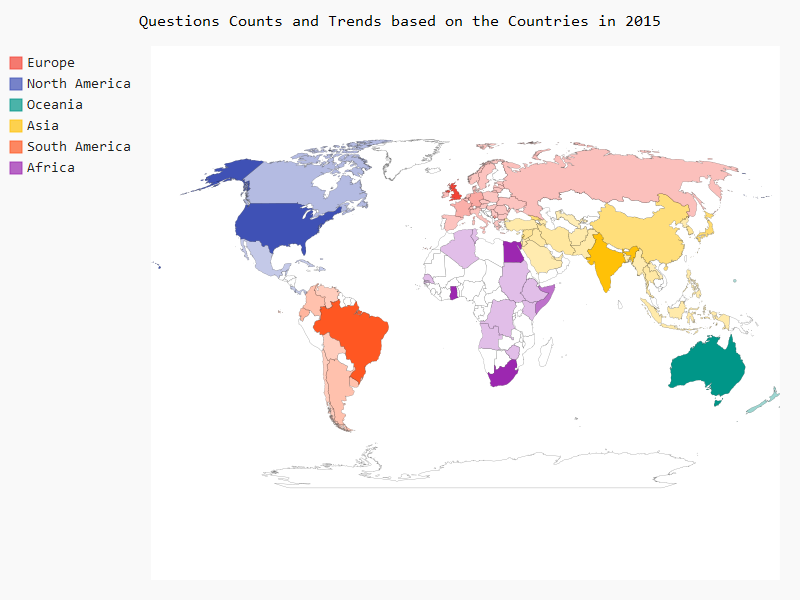 Questions Counts and Trends based on the Countries in 2015
Europe
North America
Oceania
Asia
South America
Africa